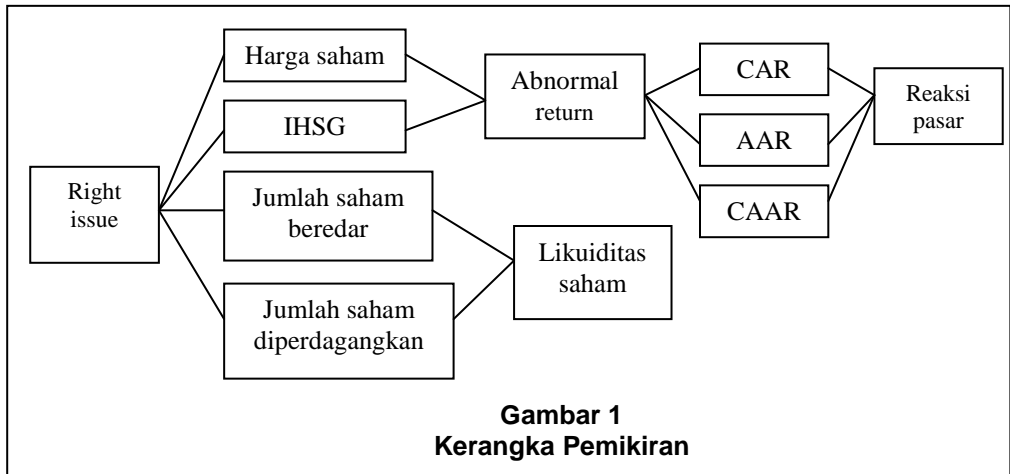 Right
issue
Harga saham
IHSG
Jumlah saham
beredar
Jumlah saham
diperdagangkan
Abnormal
return
Likuiditas
saham
CAR
AAR
CAAR
Reaksi
pasar
Gambar 1
Kerangka Pemikiran